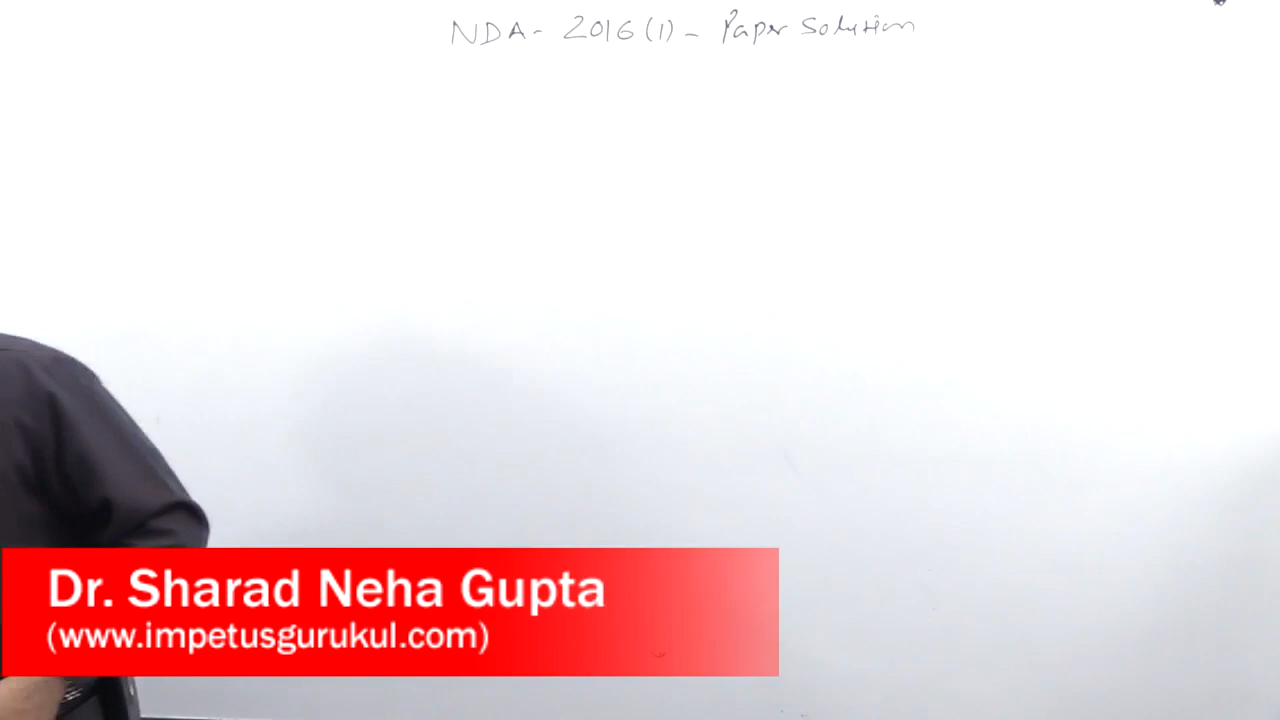 NDA - 2016 (1) - Paper Solution
Dr. Sharad Neha Gupta
(www.impetusgurukul.com)